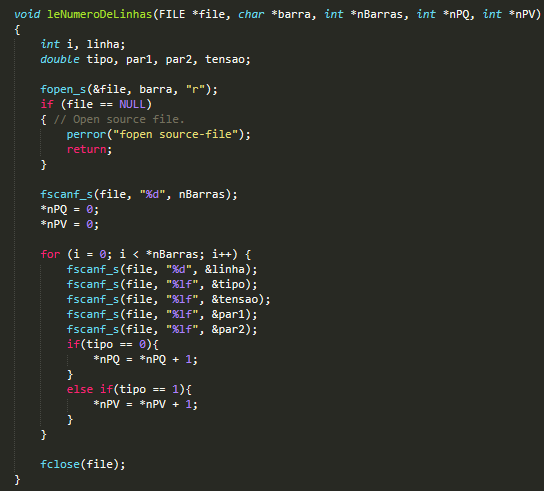 void leNumeroDeLinhas(FILE *file, char *barra, int *nBarras, int *nPQ, int *nPV)
{
    int i, linha;
    double tipo, par1, par2, tensao;

    fopen_s(&file, barra, "r");
    if (file == NULL)
    { // Open source file.
        perror("fopen source-file");
        return;
    }

    fscanf_s(file, "%d", nBarras);
    *nPQ = 0;
    *nPV = 0;

    for (i = 0; i < *nBarras; i++) {
        fscanf_s(file, "%d", &linha);
        fscanf_s(file, "%lf", &tipo);
        fscanf_s(file, "%lf", &tensao);
        fscanf_s(file, "%lf", &par1);
        fscanf_s(file, "%lf", &par2);
        if(tipo == 0){
            *nPQ = *nPQ + 1;
        }
        else if(tipo == 1){
            *nPV = *nPV + 1;
        }
    }

    fclose(file);
}